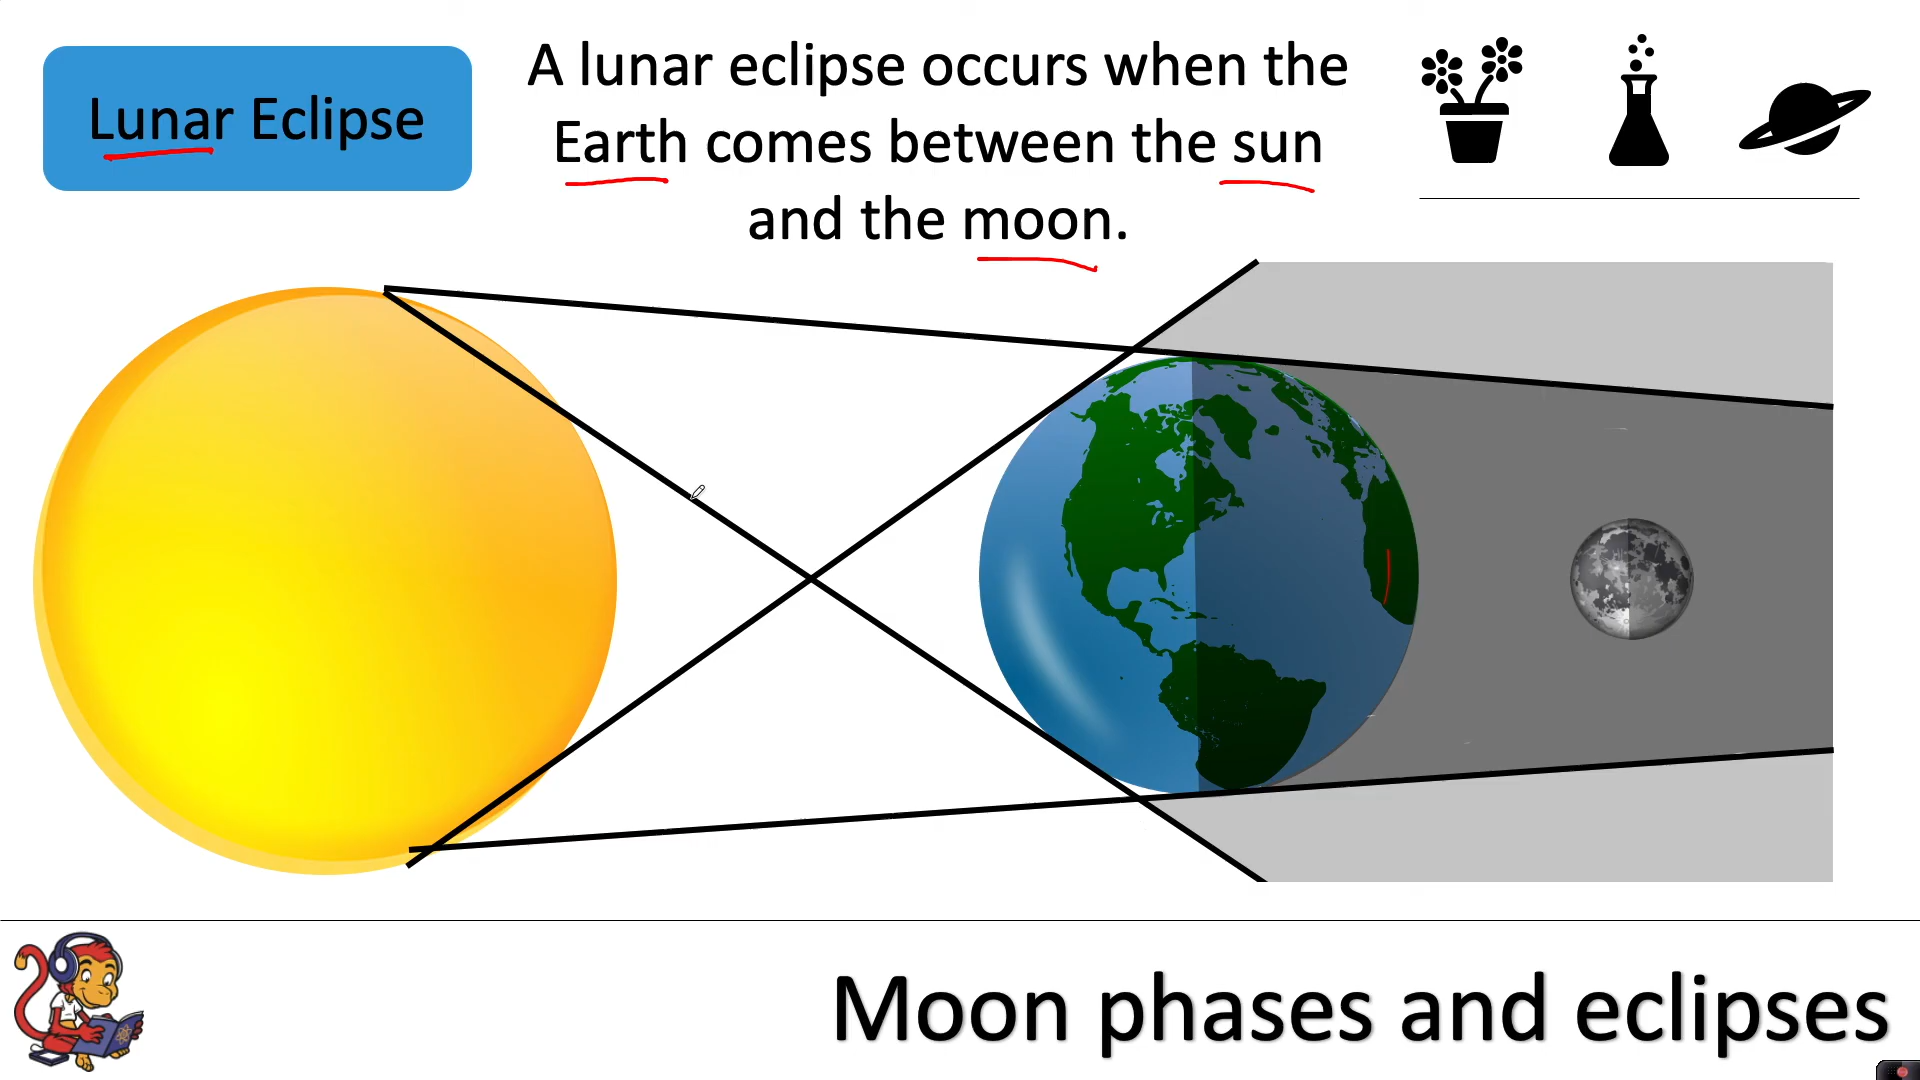 Lunar Eclipse
A lunar eclipse occurs when the
Earth comes between the sun
and the moon.
Moon phases and eclipses